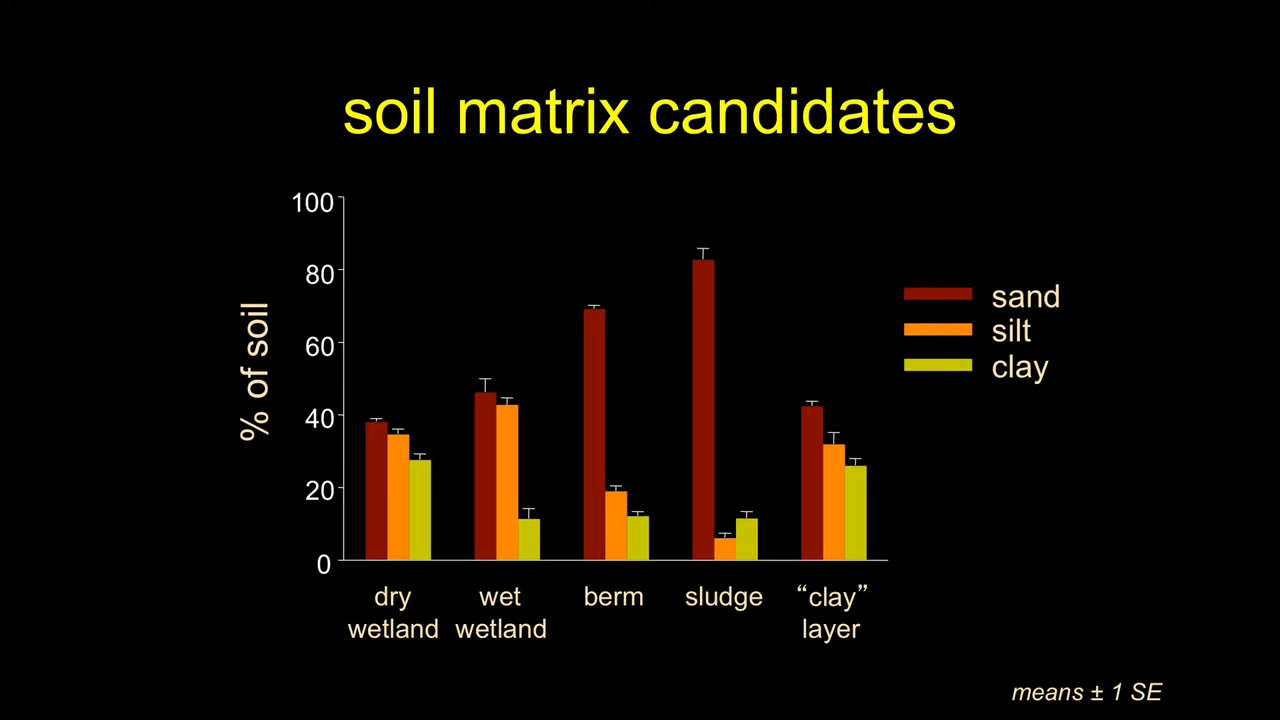 soil matrix candidates
100
80
60
40
20
0
% of soil
sand
silt
clay
dry
wetland
wet
wetland
berm
sludge
“clay”
layer
means ± 1 SE